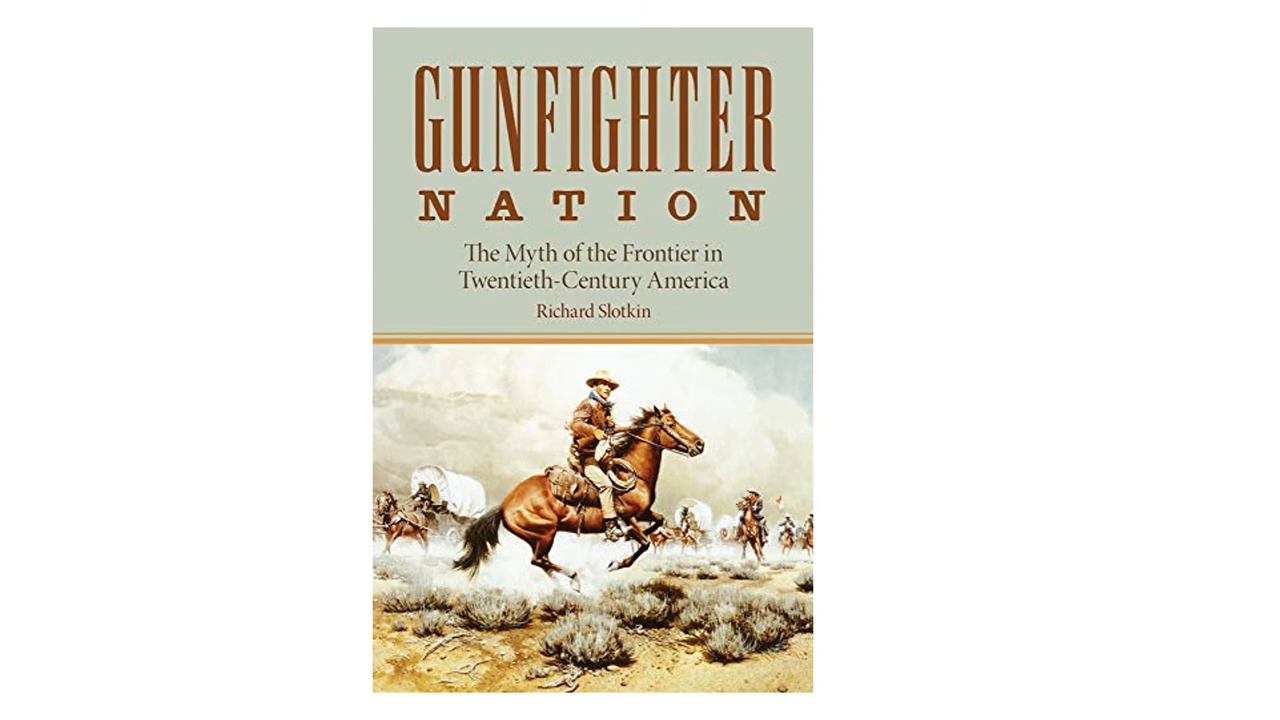 GUNFIGHTER
NATION
The Myth of the Frontier in
Twentieth-Century America
Richard Slotkin